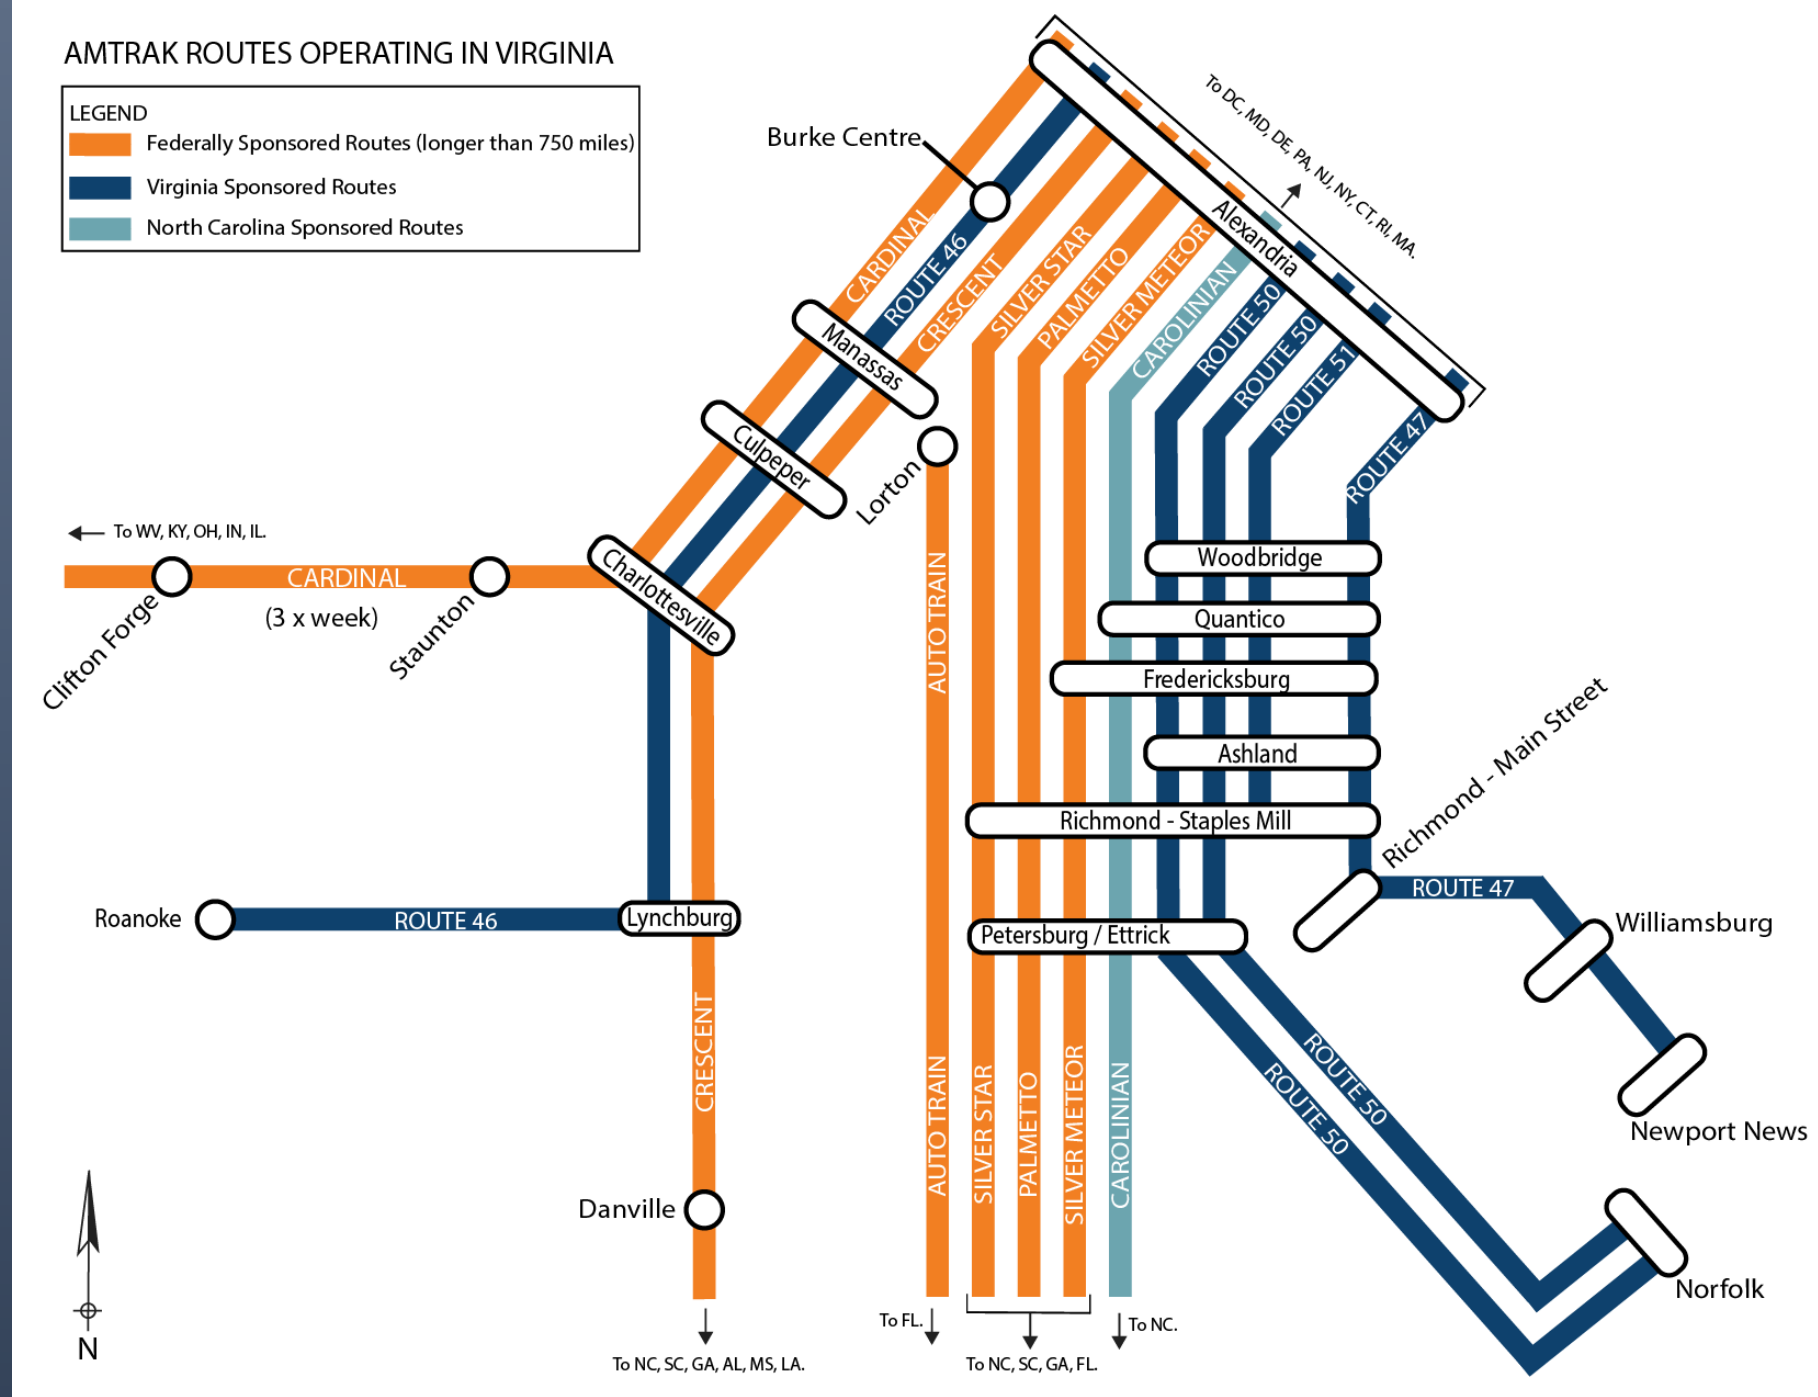 AMTRAK ROUTES OPERATING IN VIRGINIA
LEGEND
Federally Sponsored Routes (longer than 750 miles)
Virginia Sponsored Routes
North Carolina Sponsored Routes
To DC, MD, DE, PA, NJ, NY, CT, RI, MA.
Burke Centre
Alexandria
CARDINAL
ROUTE 46
CRESCENT
SILVER STAR
PALMETTO
SILVER METEOR
CAROLINIAN
ROUTE 50
ROUTE 50
ROUTE 51
ROUTE 47
Manassas
Culpeper
Lorton
To WV, KY, OH, IN, IL.
CARDINAL
(3 x week)
Clifton Forge
Staunton
Charlottesville
AUTO TRAIN
Woodbridge
Quantico
Fredericksburg
Ashland
Richmond - Staples Mill
Richmond - Main Street
ROUTE 47
Williamsburg
Newport News
Roanoke
ROUTE 46
Lynchburg
Petersburg / Ettrick
CRESCENT
AUTO TRAIN
SILVER STAR
PALMETTO
SILVER METEOR
CAROLINIAN
ROUTE 50
ROUTE 50
Danville
Norfolk
N
To NC, SC, GA, AL, MS, LA.
To FL.
To NC, SC, GA, FL.
To NC.